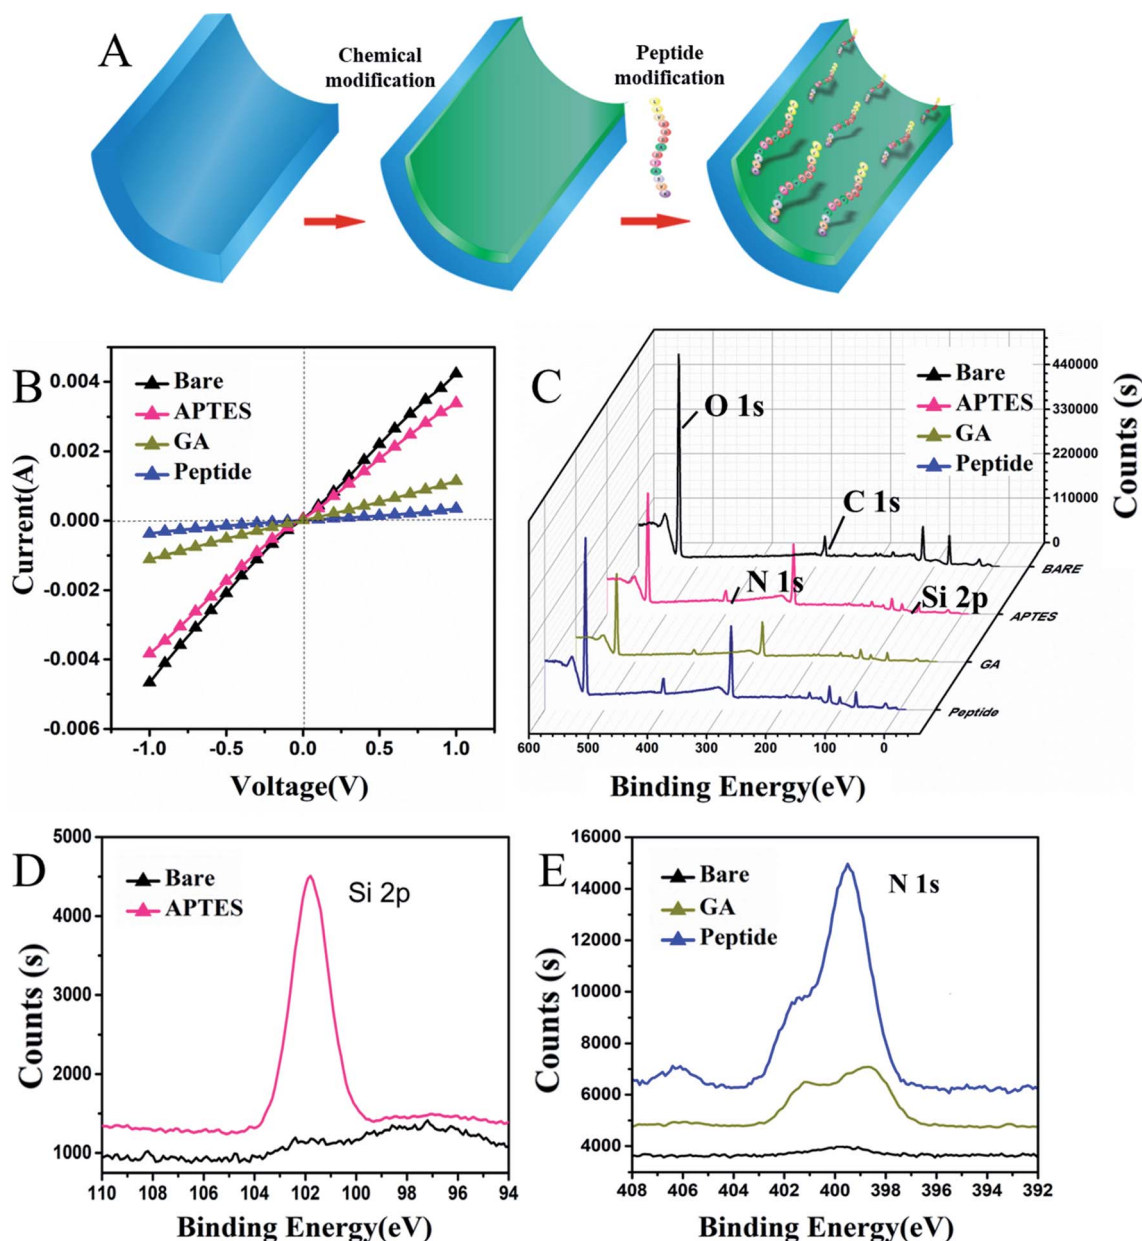 A
Chemical
modification
Peptide
modification
B
Bare
APTES
GA
Peptide
0.004
0.002
0.000
-0.002
-0.004
-0.006
Current(A)
-1.0 -0.5 0.0 0.5 1.0
Voltage(V)
C
Bare
APTES
GA
Peptide
O 1s
C 1s
N 1s
Si 2p
440000
330000
220000
110000
0
Counts (s)
BARE
APTES
GA
Peptide
600 500 400 300 200 100 0
Binding Energy(eV)
D
Bare
APTES
Si 2p
5000
4000
3000
2000
1000
Counts (s)
110 108 106 104 102 100 98 96 94
Binding Energy(eV)
E
Bare
GA
Peptide
N 1s
16000
14000
12000
10000
8000
6000
4000
Counts (s)
408 406 404 402 400 398 396 394 392
Binding Energy(eV)